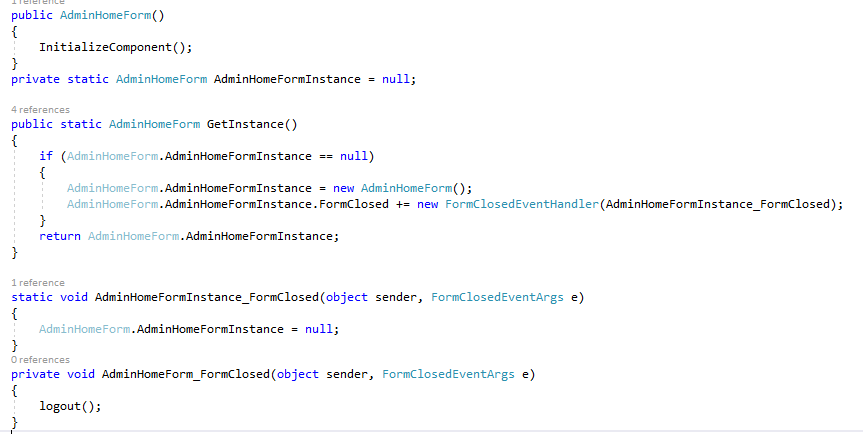 1 reference
public AdminHomeForm()
{
InitializeComponent();
}
private static AdminHomeForm AdminHomeFormInstance = null;
4 references
public static AdminHomeForm GetInstance()
{
if (AdminHomeForm.AdminHomeFormInstance == null)
{
AdminHomeForm.AdminHomeFormInstance = new AdminHomeForm();
AdminHomeForm.AdminHomeFormInstance.FormClosed += new FormClosedEventHandler(AdminHomeFormInstance_FormClosed);
}
return AdminHomeForm.AdminHomeFormInstance;
}
1 reference
static void AdminHomeFormInstance_FormClosed(object sender, FormClosedEventArgs e)
{
AdminHomeForm.AdminHomeFormInstance = null;
}
0 references
private void AdminHomeForm_FormClosed(object sender, FormClosedEventArgs e)
{
logout();
}